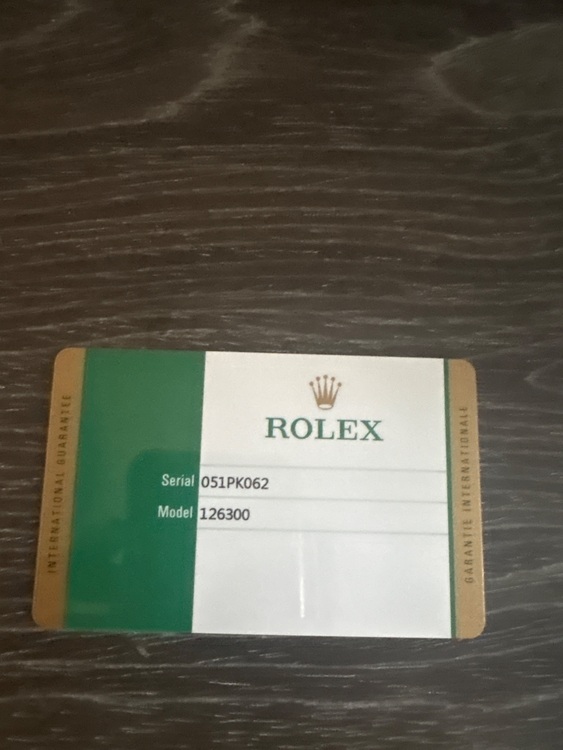 INTERNATIONAL GUARANTEE
ROLEX
Serial 051PK062
Model 126300
GARANTIE INTERNATIONALE